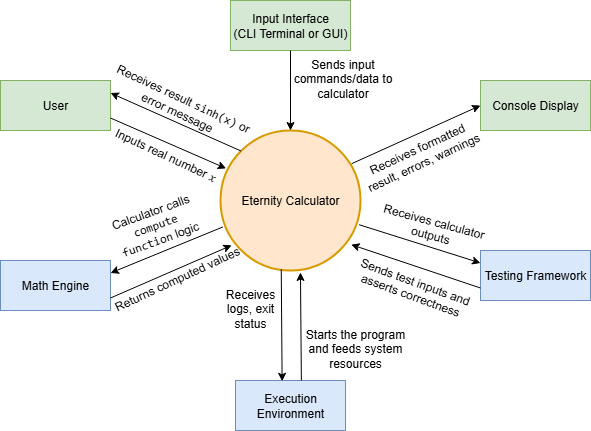 Input Interface
(CLI Terminal or GUI)
Sends input
commands/data to
calculator
User
Receives result sinh(x) or
error message
Inputs real number x
Console Display
Receives formatted
result, errors, warnings
Eternity Calculator
Calculator calls
compute
function logic
Returns computed values
Math Engine
Receives calculator
outputs
Sends test inputs and
asserts correctness
Testing Framework
Receives
logs, exit
status
Starts the program
and feeds system
resources
Execution
Environment